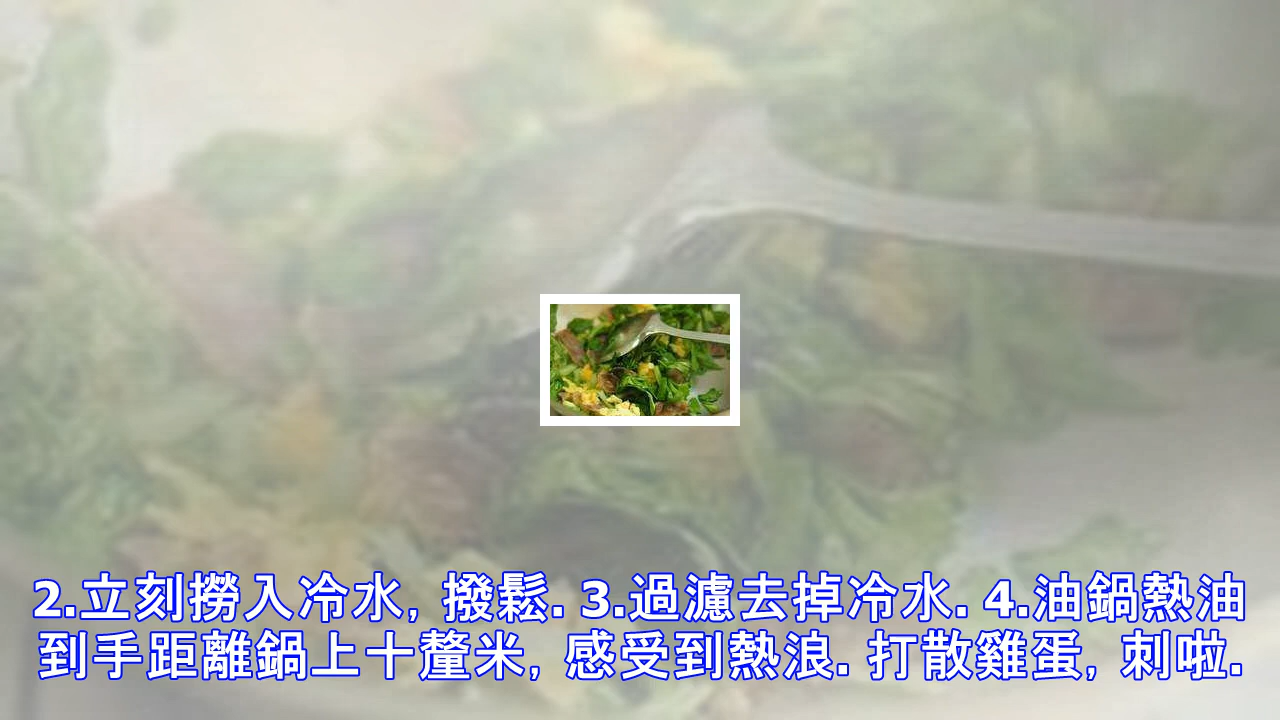 2.立刻撈入冷水, 撥鬆. 3.過濾去掉冷水. 4.油鍋熱油
到手距離鍋上十釐米, 感受到熱浪. 打散雞蛋, 刺啦.